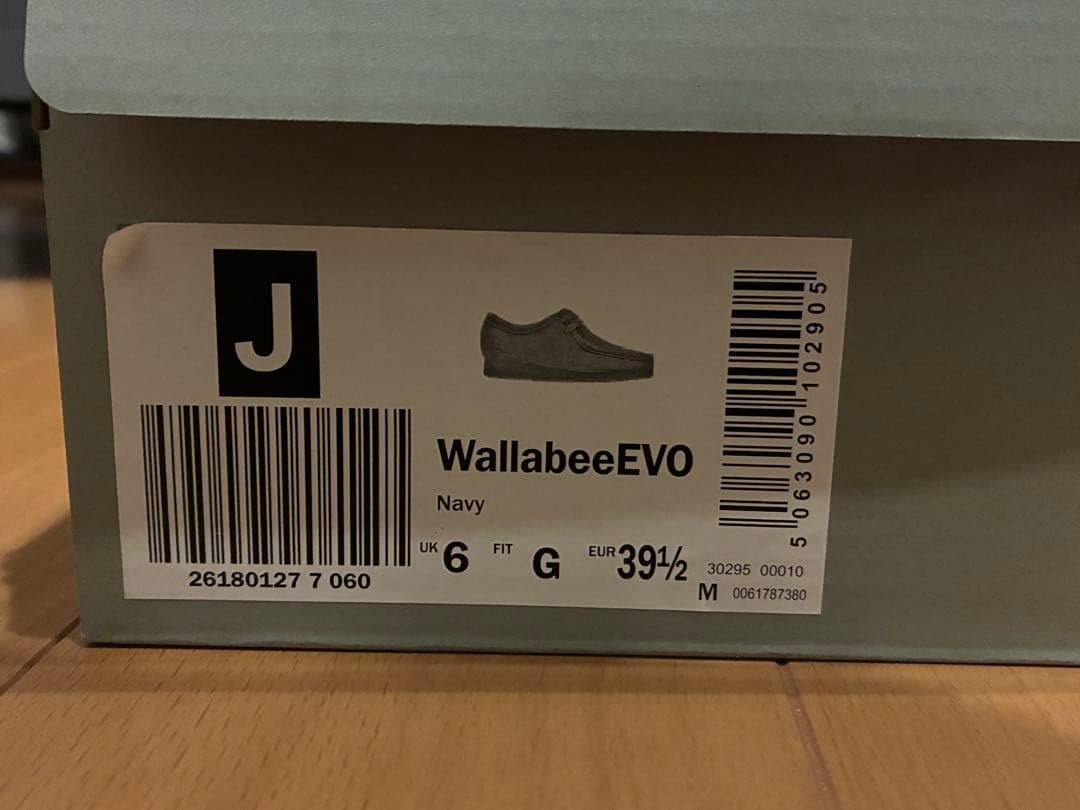 J
26180127 7 060
WallabeeEVO
Navy
UK 6 FIT G EUR 39½
5 063090 102905
30295 00010
M 0061787380